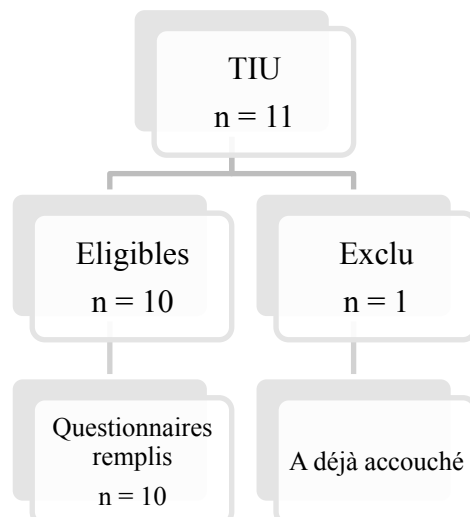 TIU
n = 11
Eligibles
n = 10
Exclu
n = 1
Questionnaires
remplis
n = 10
A déjà accouché